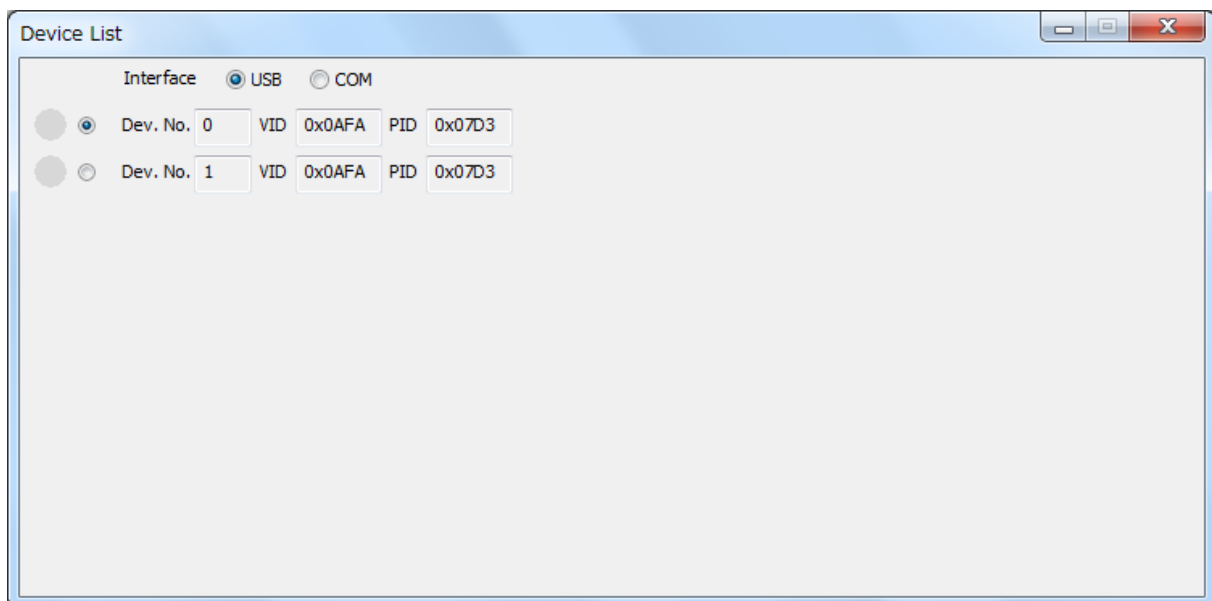 Device List
Interface USB COM
Dev. No. 0 VID 0x0AFA PID 0x07D3
Dev. No. 1 VID 0x0AFA PID 0x07D3